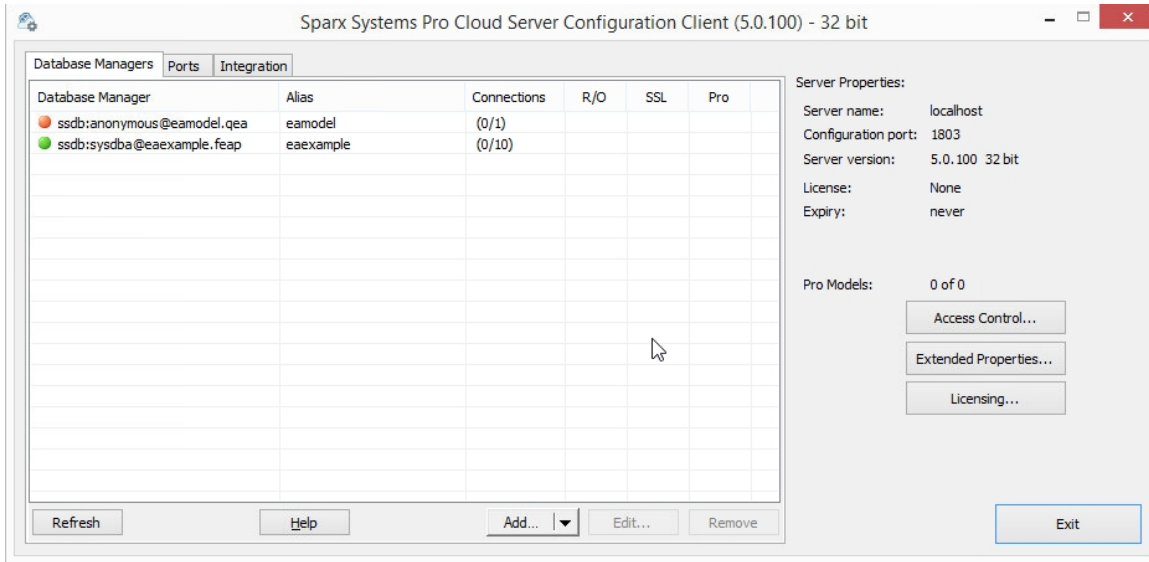 Sparx Systems Pro Cloud Server Configuration Client (5.0.100) - 32 bit
Database Managers Ports Integration
Database Manager Alias Connections R/O SSL Pro
ssdb:anonymous@eamodel.qea eamodel (0/1)
ssdb:sysdba@eaexample.feap eaexample (0/10)
Refresh Help Add... Edit... Remove
Server Properties:
Server name: localhost
Configuration port: 1803
Server version: 5.0.100 32 bit
License: None
Expiry: never
Pro Models: 0 of 0
Access Control...
Extended Properties...
Licensing...
Exit